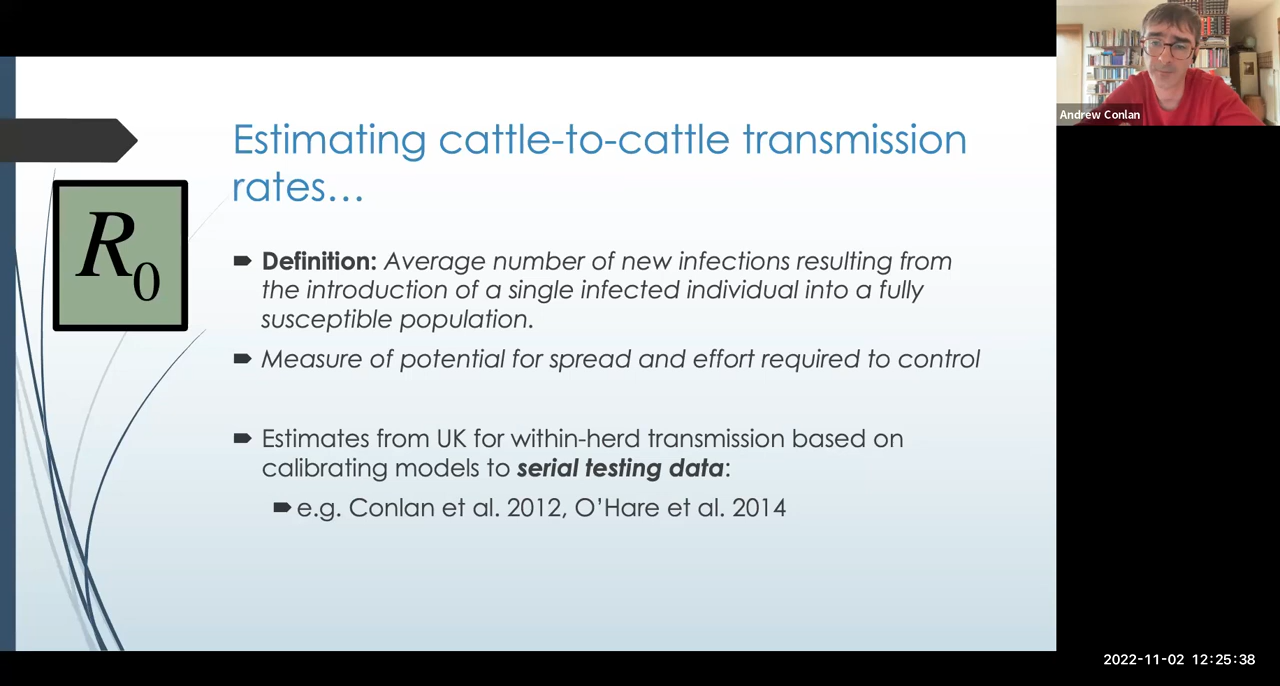 Estimating cattle-to-cattle transmission
rates…
R0
Definition: Average number of new infections resulting from
the introduction of a single infected individual into a fully
susceptible population.
Measure of potential for spread and effort required to control
Estimates from UK for within-herd transmission based on
calibrating models to serial testing data:
e.g. Conlan et al. 2012, O’Hare et al. 2014
Andrew Conlan
2022-11-02 12:25:38